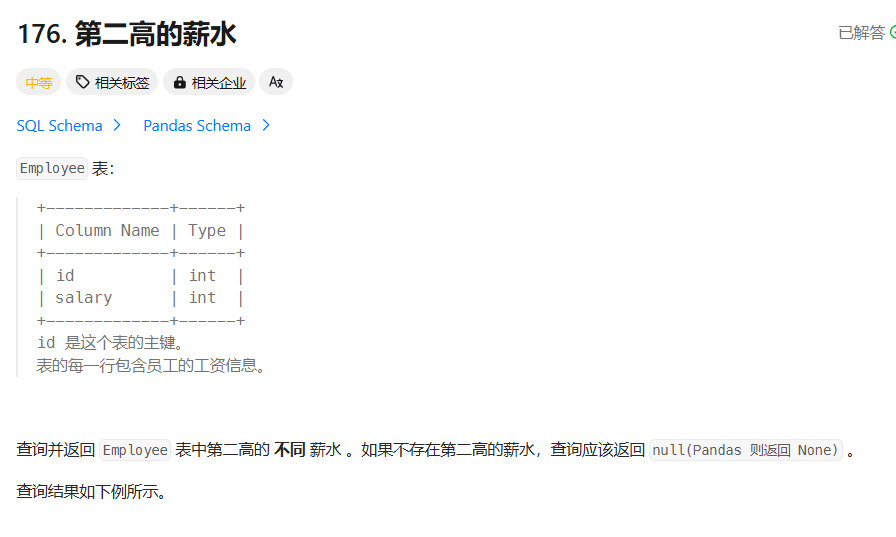 176. 第二高的薪水
已解答
中等 相关标签 相关企业
SQL Schema Pandas Schema
Employee 表：
+-------------+------+
| Column Name | Type |
+-------------+------+
| id          | int  |
| salary      | int  |
+-------------+------+
id 是这个表的主键。
表的每一行包含员工的工资信息。
查询并返回 Employee 表中第二高的 不同 薪水 。如果不存在第二高的薪水，查询应该返回 null(Pandas 则返回 None) 。
查询结果如下例所示。